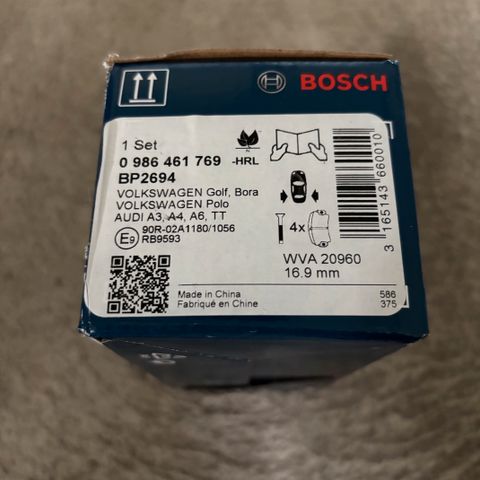 BOSCH
1 Set
0 986 461 769 -HRL
BP2694
VOLKSWAGEN Golf, Bora
VOLKSWAGEN Polo
AUDI A3, A4, A6, TT
E9 90R-02A1180/1056
RB9593
4x
WVA 20960
16.9 mm
3 165143 660010
Made in China
Fabriqué en Chine
586
375